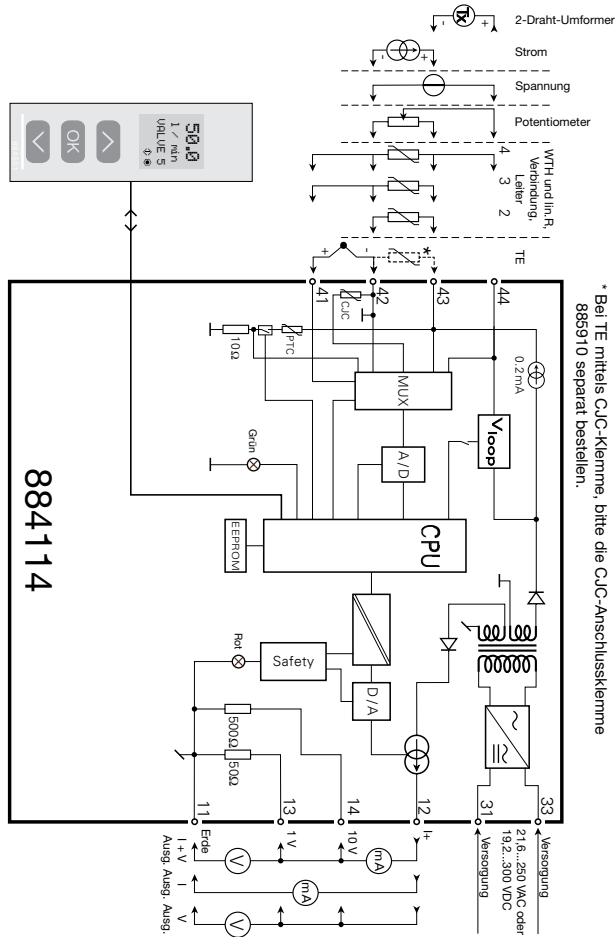 2-Draht-Umformer
Tx
Strom
Spannung
Potentiometer
WTH und lin.R,
Verbindung,
Leiter
4
3
2
TE
*
* Bei TE mittels CJC-Klemme, bitte die CJC-Anschlussklemme
885910 separat bestellen.
50.0
l / min
VALVE 5
OK
41
42
43
44
CJC
PTC
10Ω
0.2 mA
MUX
Vloop
A/D
Grün
CPU
EEPROM
884114
Rot
Safety
D/A
500Ω
50Ω
11
13
14
12
31
33
Erde
1 V
10 V
I+
Versorgung
Versorgung
21,6...250 VAC oder
19,2...300 VDC
V
mA
mA
V
I + V
Ausg.
I
Ausg.
V
Ausg.